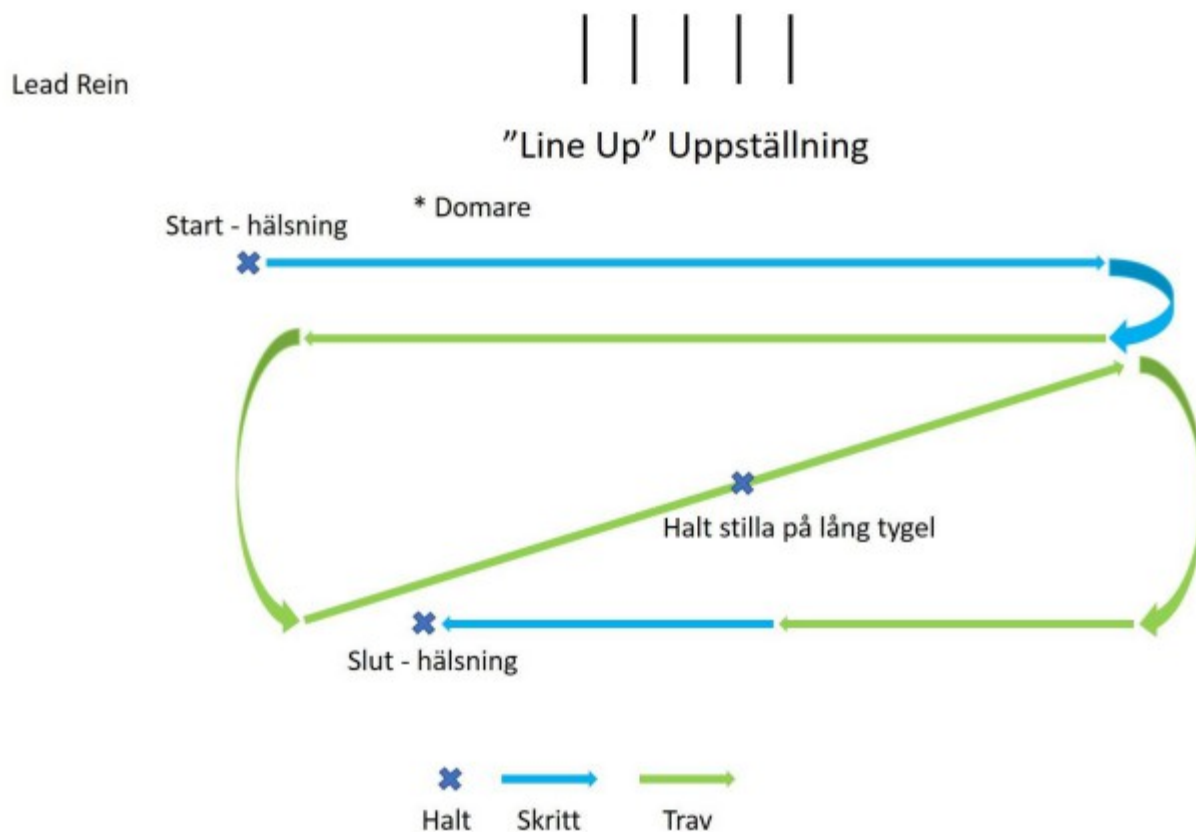 Lead Rein
”Line Up” Uppställning
* Domare
Start - hälsning
Halt stilla på lång tygel
Slut - hälsning
Halt Skritt Trav